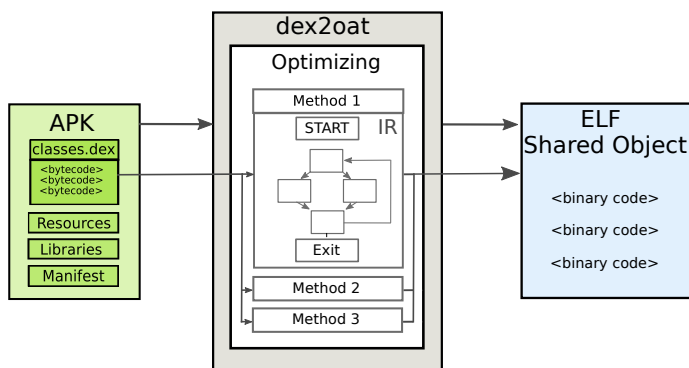 dex2oat
Optimizing
Method 1
START
IR
Exit
Method 2
Method 3
APK
classes.dex
<bytecode>
<bytecode>
<bytecode>
Resources
Libraries
Manifest
ELF
Shared Object
<binary code>
<binary code>
<binary code>